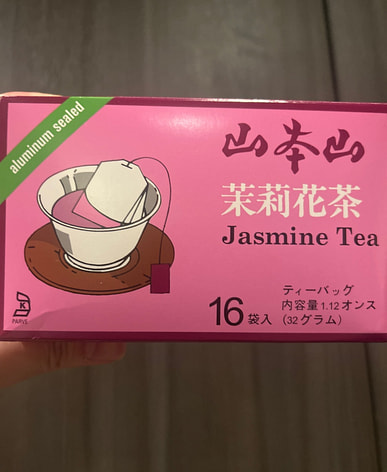 aluminum sealed
山本山
茉莉花茶
Jasmine Tea
16袋入
ティーバッグ
内容量1.12オンス
(32グラム)
K
PARVE